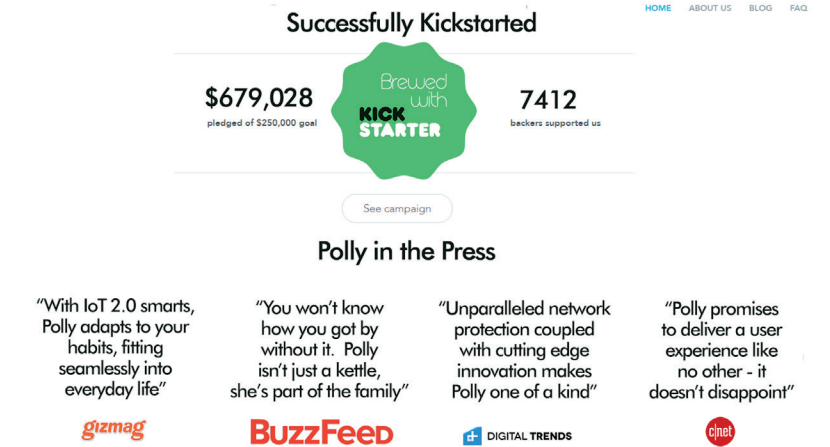 HOME ABOUT US BLOG FAQ
Successfully Kickstarted
$679,028
pledged of $250,000 goal
Brewed
with
KICK
STARTER
7412
backers supported us
See campaign
Polly in the Press
“With IoT 2.0 smarts,
Polly adapts to your
habits, fitting
seamlessly into
everyday life”
gizmag
“You won’t know
how you got by
without it. Polly
isn’t just a kettle,
she’s part of the family”
BuzzFeed
“Unparalleled network
protection coupled
with cutting edge
innovation makes
Polly one of a kind”
DIGITAL TRENDS
“Polly promises
to deliver a user
experience like
no other - it
doesn’t disappoint”
c|net